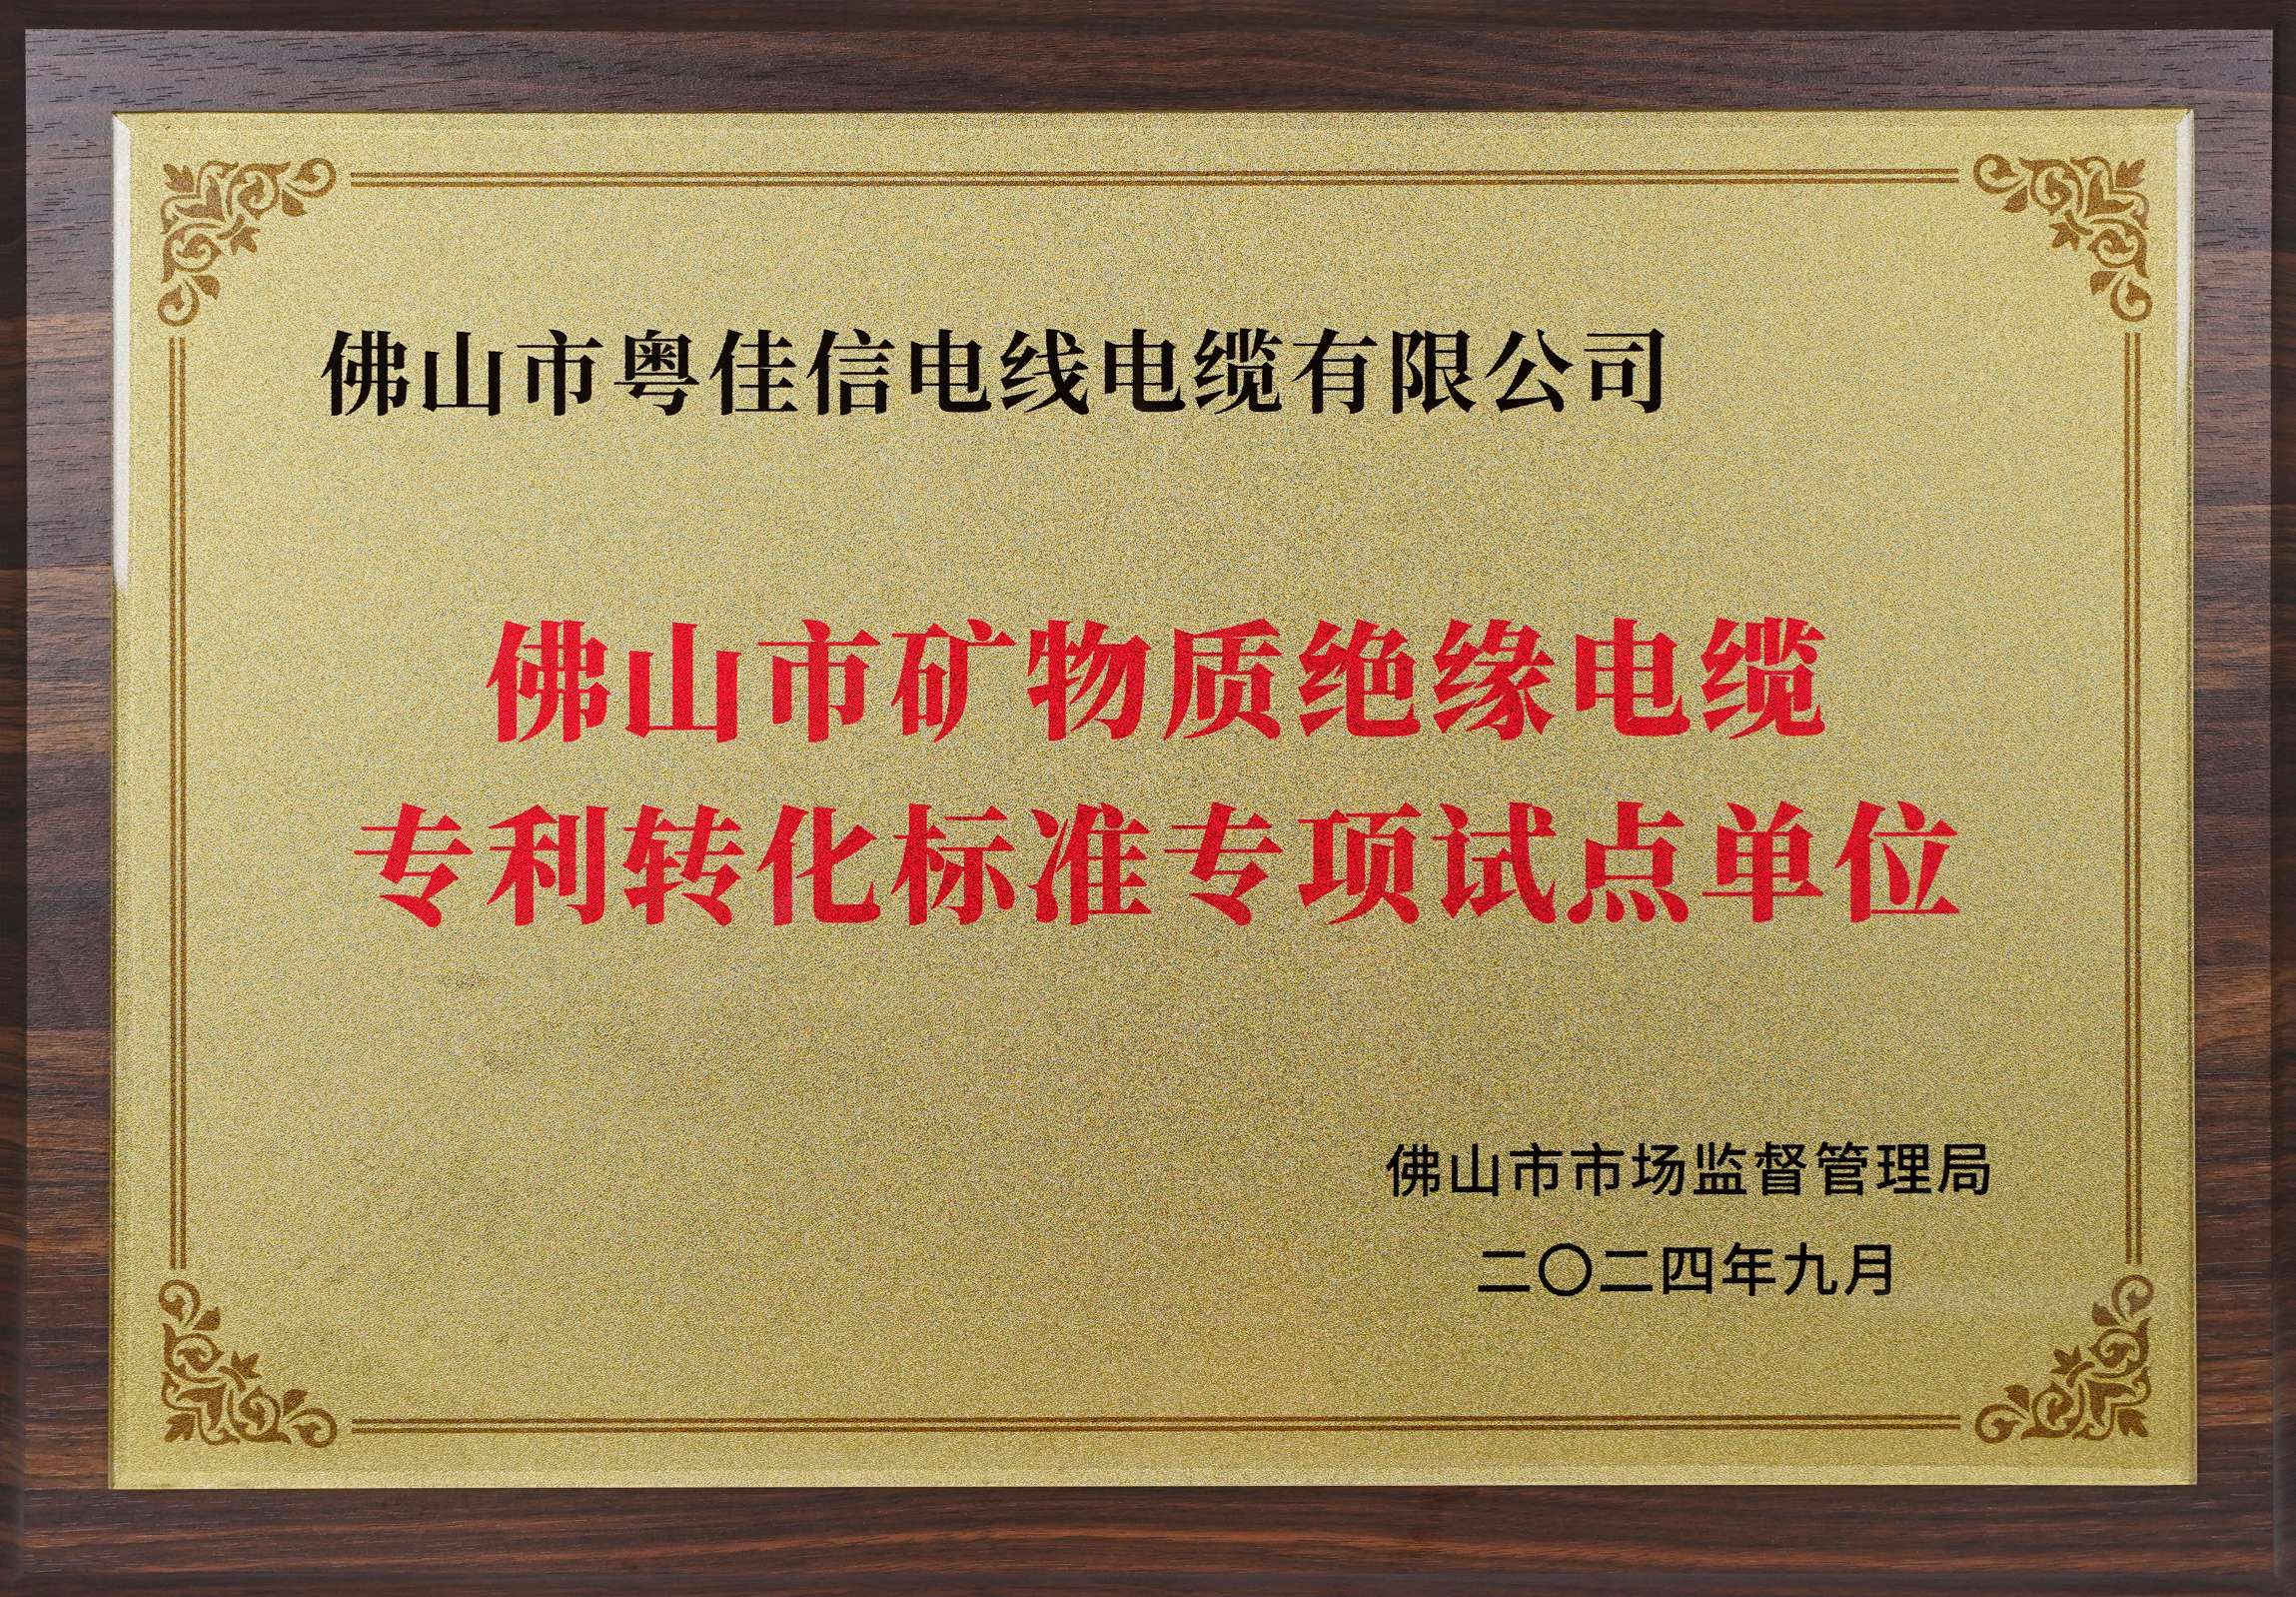 佛山市粤佳信电线电缆有限公司
佛山市矿物质绝缘电缆
专利转化标准专项试点单位
佛山市市场监督管理局
二〇二四年九月